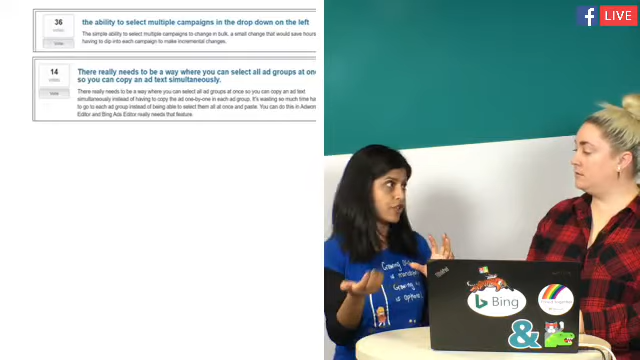 LIVE
36
votes
Vote
the ability to select multiple campaigns in the drop down on the left
The simple ability to select multiple campaigns to change in bulk, a small change that would save hours
having to dip into each campaign to make incremental changes.
14
votes
Vote
There really needs to be a way where you can select all ad groups at onc
so you can copy an ad text simultaneously.
There really needs to be a way where you can select all ad groups at once so you can copy an ad text
simultaneously instead of having to copy the ad one-by-one in each ad group. It's wasting so much time ha
to go to each ad group instead of being able to select them all at once and paste. You can do this in Adwor
Editor and Bing Ads Editor really needs that feature.
Growing
is
Growing
is optional
Bing
&